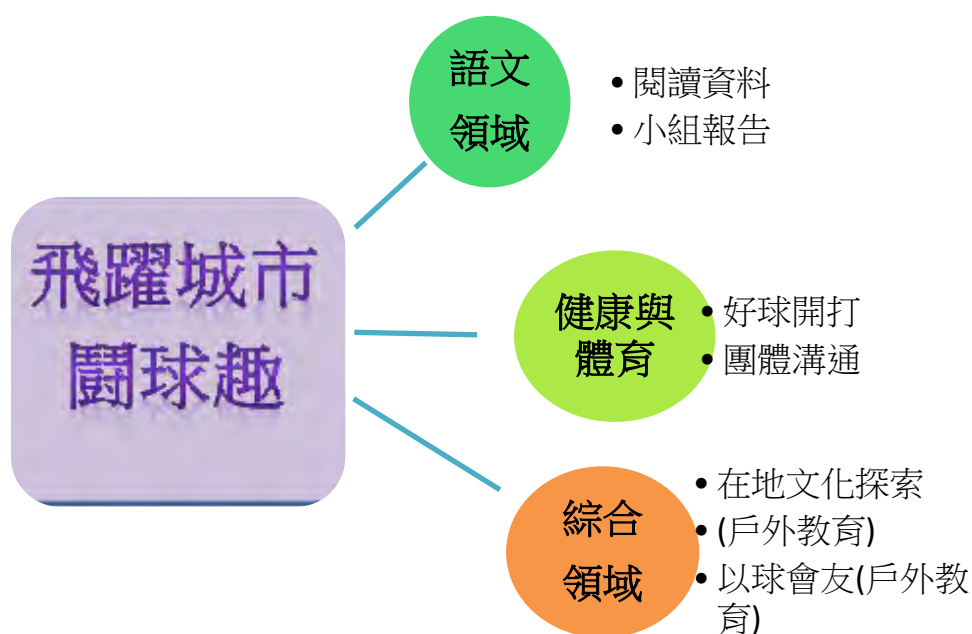 飛躍城市
鬪球趣
語文
領域
• 閱讀資料
• 小組報告
健康與
體育
• 好球開打
• 團體溝通
綜合
領域
• 在地文化探索
• (戶外教育)
• 以球會友(戶外教
育)